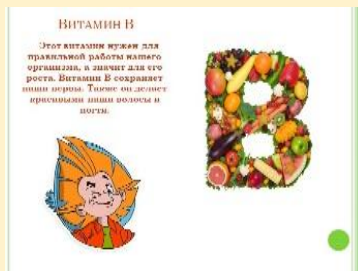 Витамин В
Этот витамин нужен для
правильной работы нашего
организма, а значит для его
роста. Витамин В сохраняет
наши нервы. Также он делает
красивыми наши волосы и
ногти.
В